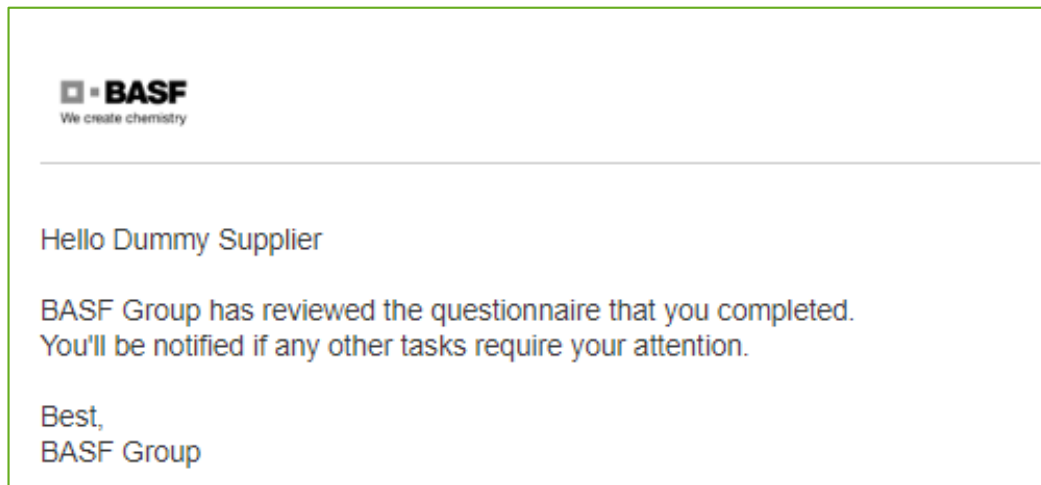 BASF
We create chemistry
Hello Dummy Supplier
BASF Group has reviewed the questionnaire that you completed.
You'll be notified if any other tasks require your attention.
Best,
BASF Group